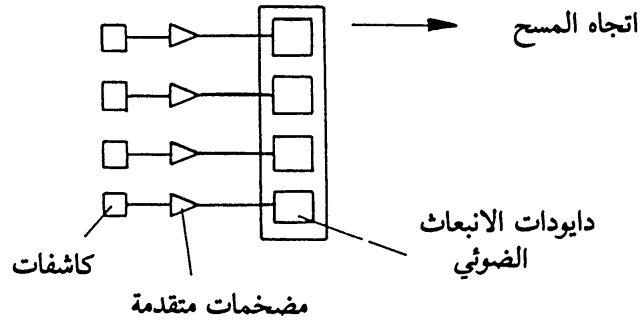 اتجاه المسح
دايودات الانبعاث
الضوئي
كاشفات
مضخمات متقدمة